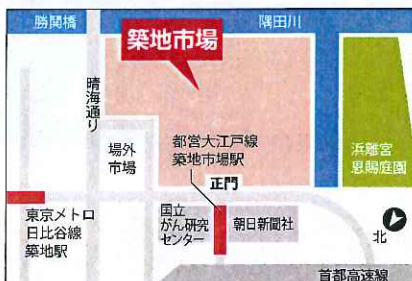 勝鬨橋
隅田川
築地市場
晴海通り
場外
市場
都営大江戸線
築地市場駅
正門
浜離宮
恩賜庭園
東京メトロ
日比谷線
築地駅
国立
がん研究
センター
朝日新聞社
北
首都高速線